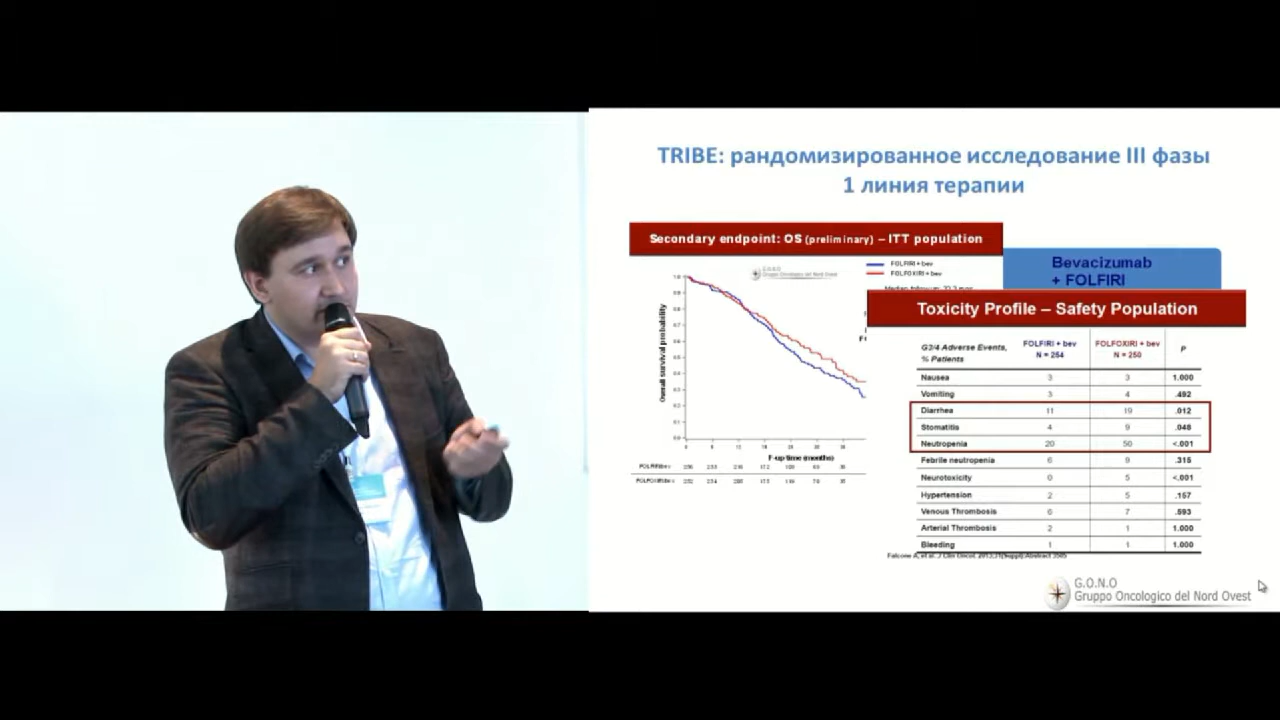 TRIBE: рандомизированное исследование III фазы
1 линия терапии
Secondary endpoint: OS (preliminary) – ITT population
Bevacizumab
+ FOLFIRI
G.O.N.O
Gruppo Oncologico del Nord Ovest
FOLFIRI + bev
FOLFOXIRI + bev
Overall survival probability
F-up time (months)
Toxicity Profile – Safety Population
G3/4 Adverse Events, % Patients FOLFIRI + bev N = 254 FOLFOXIRI + bev N = 250 P
Nausea 3 3 1.000
Vomiting 3 4 .492
Diarrhea 11 19 .012
Stomatitis 4 9 .048
Neutropenia 20 50 <.001
Febrile neutropenia 6 9 .315
Neurotoxicity 0 5 <.001
Hypertension 2 5 .157
Venous Thrombosis 6 7 .593
Arterial Thrombosis 2 1 1.000
Bleeding 1 1 1.000
G.O.N.O
Gruppo Oncologico del Nord Ovest